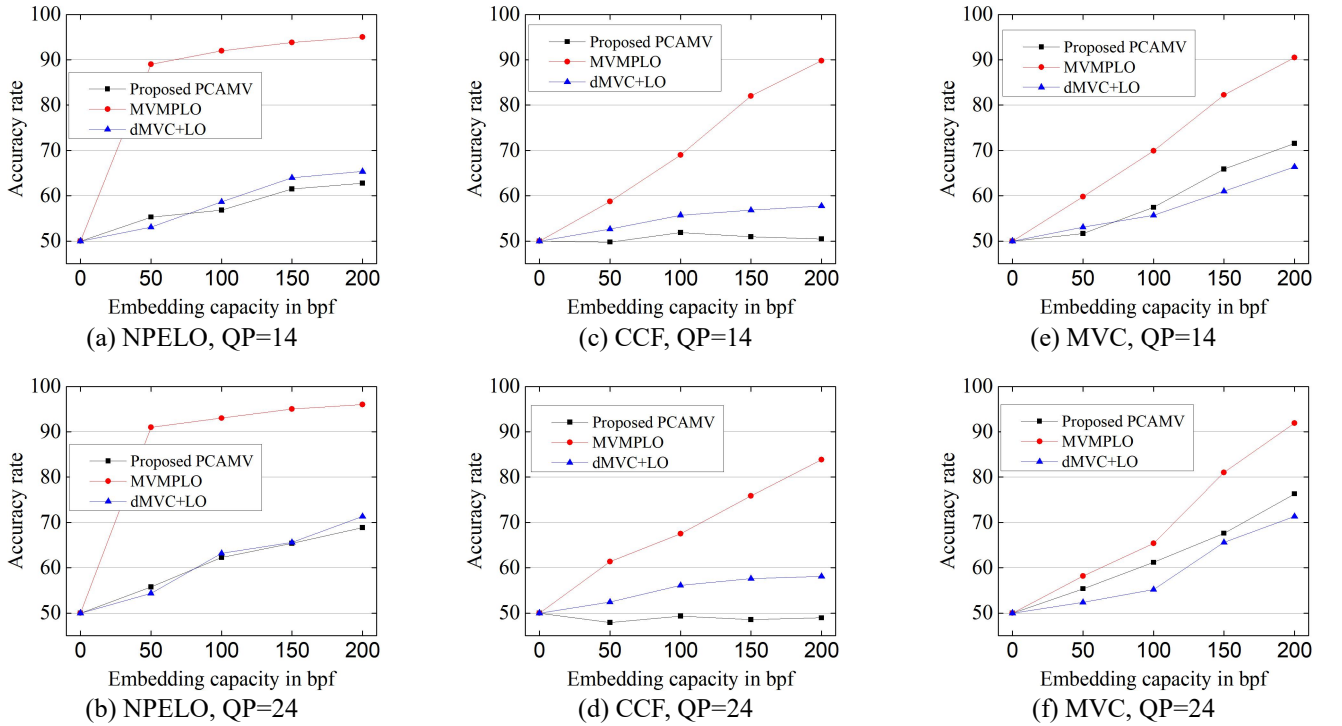 100
90
80
70
60
50
Accuracy rate
Proposed PCAMV
MVMPLO
dMVC+LO
0 50 100 150 200
Embedding capacity in bpf
(a) NPELO, QP=14
100
90
80
70
60
50
Accuracy rate
Proposed PCAMV
MVMPLO
dMVC+LO
0 50 100 150 200
Embedding capacity in bpf
(c) CCF, QP=14
100
90
80
70
60
50
Accuracy rate
Proposed PCAMV
MVMPLO
dMVC+LO
0 50 100 150 200
Embedding capacity in bpf
(e) MVC, QP=14
100
90
80
70
60
50
Accuracy rate
Proposed PCAMV
MVMPLO
dMVC+LO
0 50 100 150 200
Embedding capacity in bpf
(b) NPELO, QP=24
100
90
80
70
60
50
Accuracy rate
Proposed PCAMV
MVMPLO
dMVC+LO
0 50 100 150 200
Embedding capacity in bpf
(d) CCF, QP=24
100
90
80
70
60
50
Accuracy rate
Proposed PCAMV
MVMPLO
dMVC+LO
0 50 100 150 200
Embedding capacity in bpf
(f) MVC, QP=24